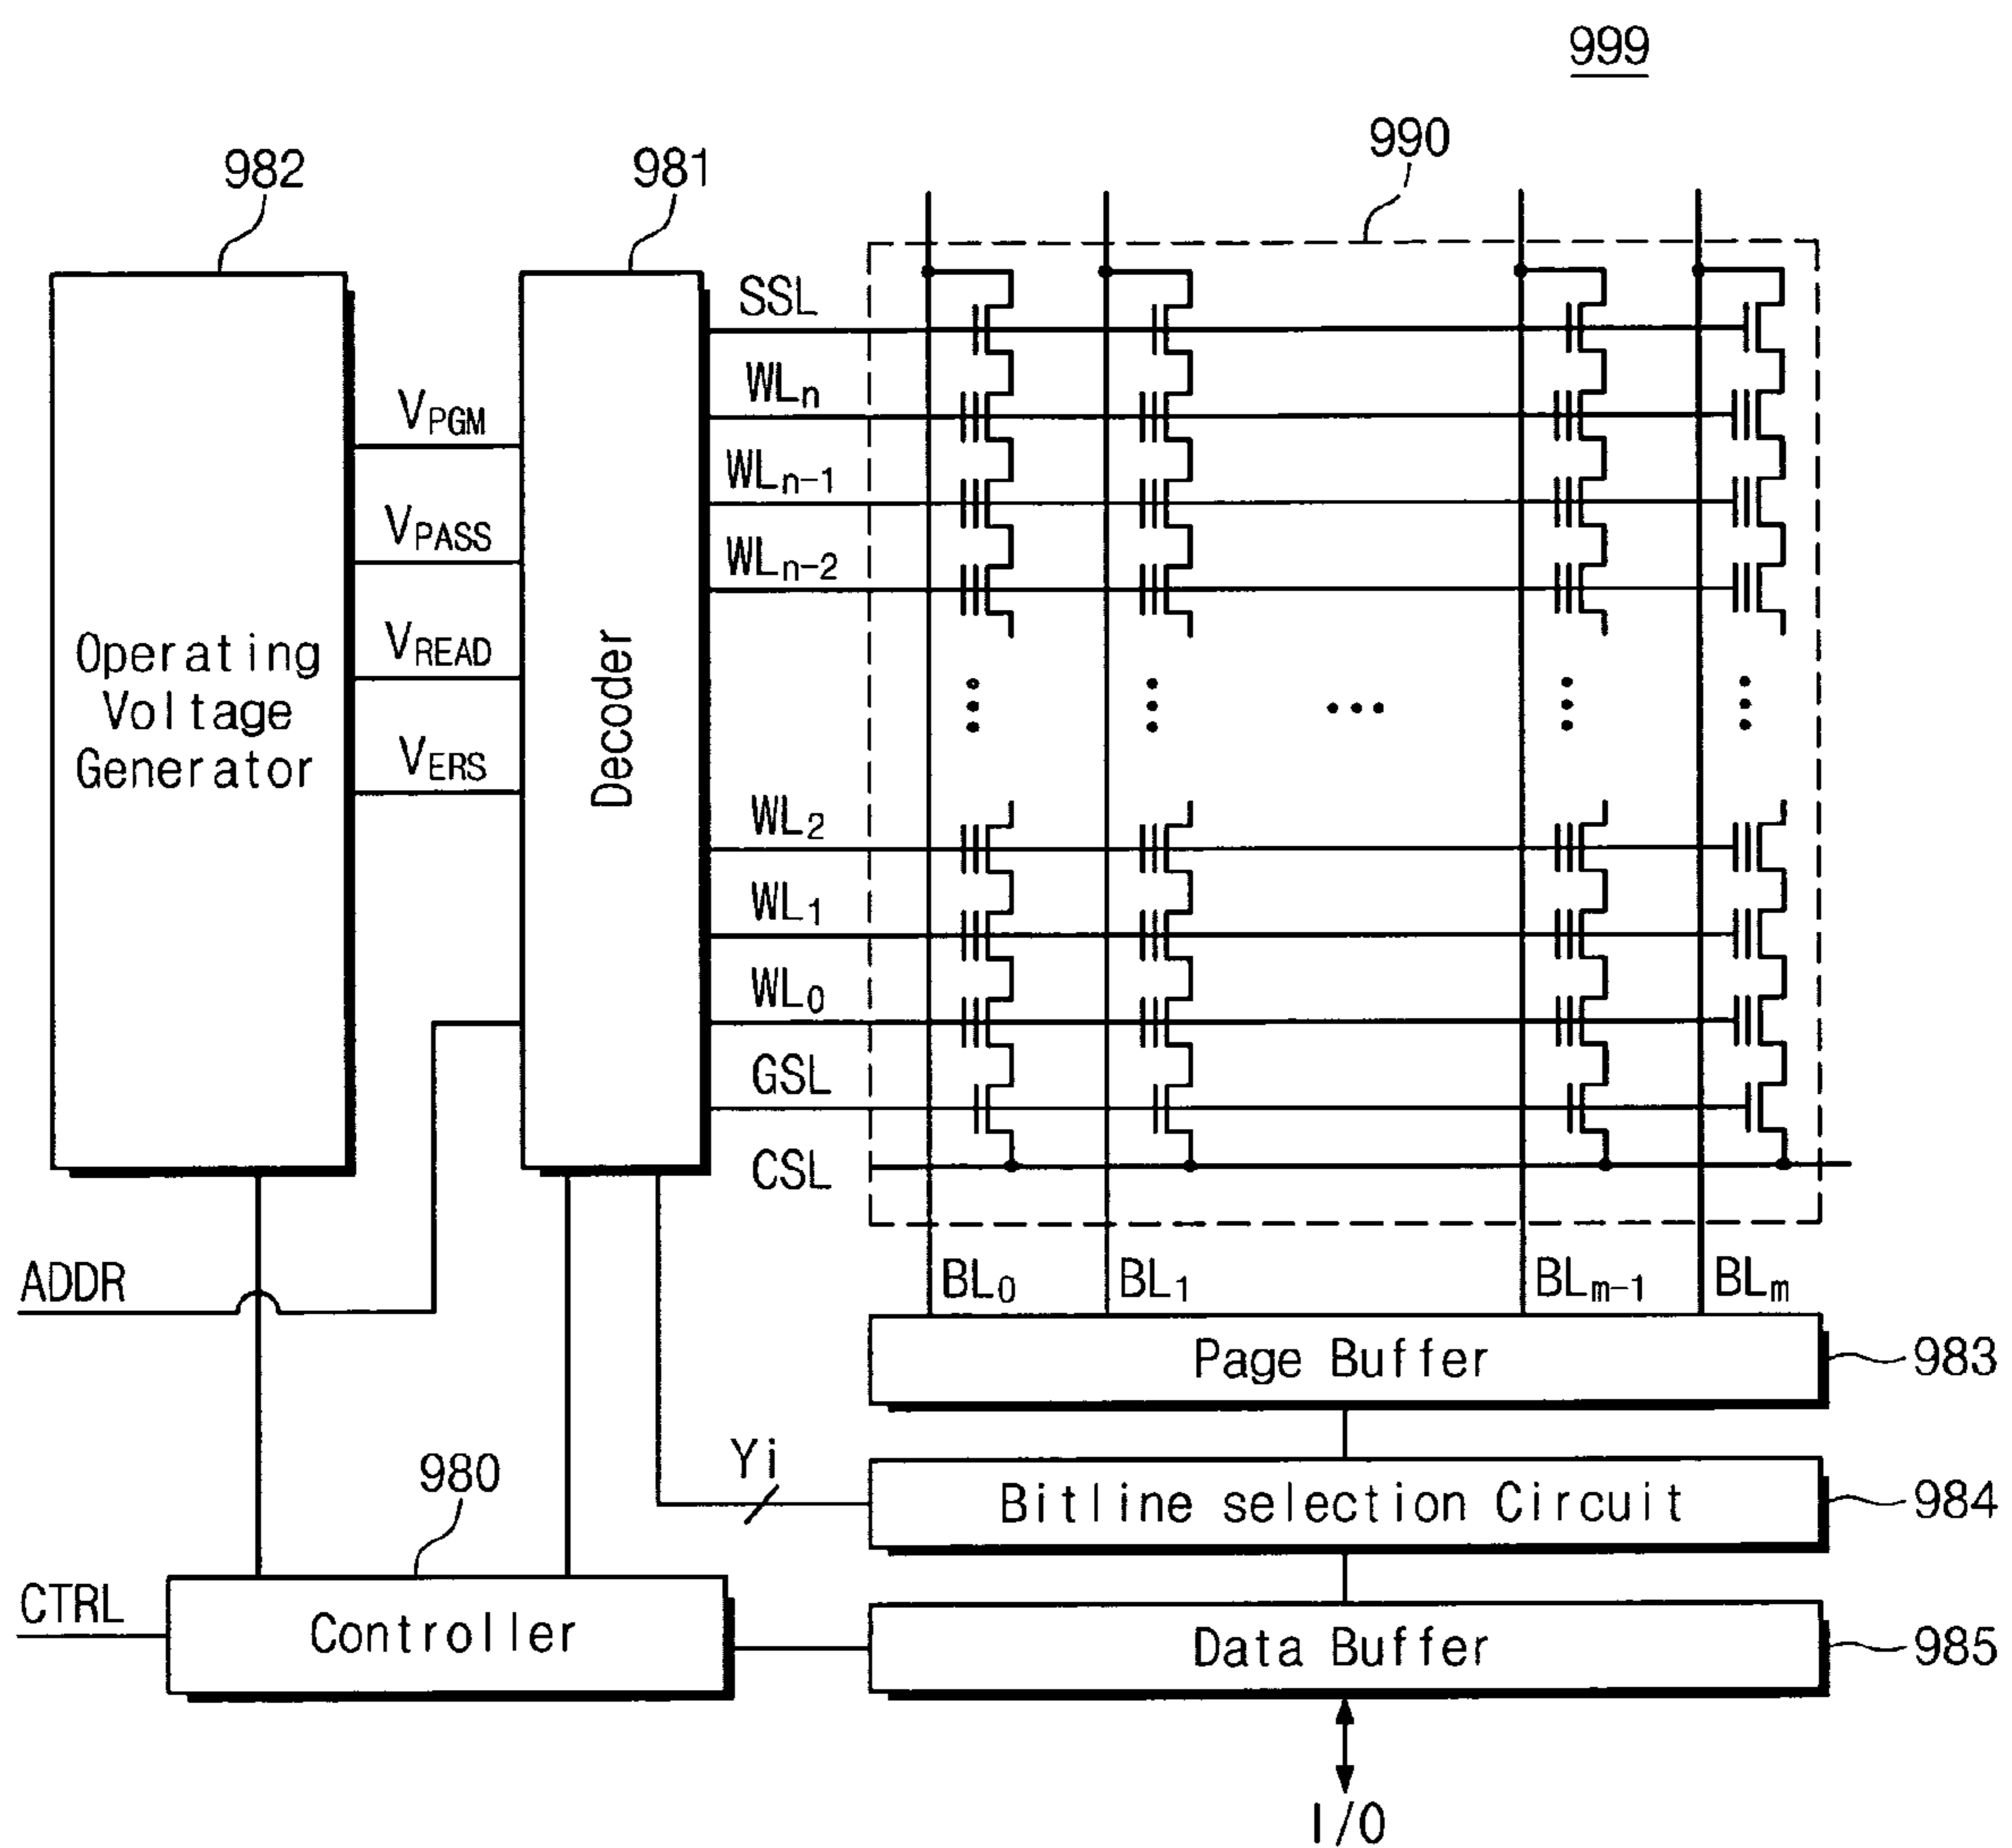 999
982
981
990
SSL
WLn
VPGM
WLn-1
VPASS
WLn-2
VREAD
Operating
Voltage
Generator
Decoder
VERS
WL2
WL1
WL0
GSL
CSL
ADDR
BL0
BL1
BLm-1
BLm
Page Buffer
983
Yi
980
Bitline selection Circuit
984
CTRL
Controller
Data Buffer
985
I/O